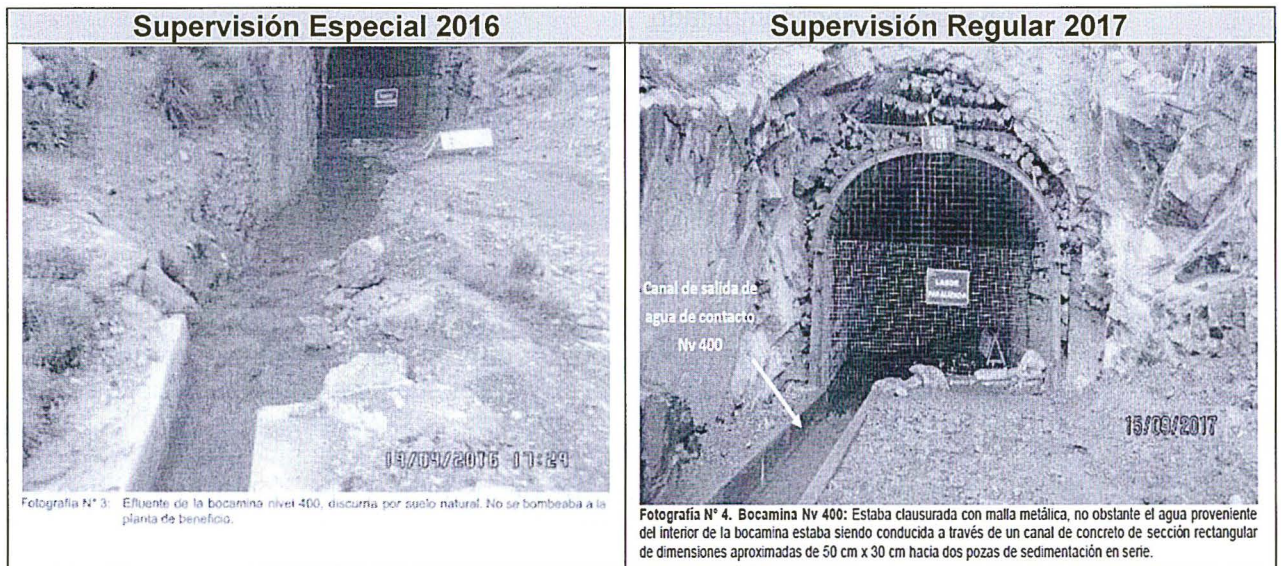 Supervisión Especial 2016
Supervisión Regular 2017
19/09/2016 17:29
Fotografía N° 3: Efluente de la bocamina nivel 400, discurria por suelo natural. No se bombeaba a la
planta de beneficio.
LABOR
PARALIZADA
Canal de salida de
agua de contacto
Nv 400
15/09/2017
Fotografía N° 4. Bocamina Nv 400: Estaba clausurada con malla metálica, no obstante el agua proveniente
del interior de la bocamina estaba siendo conducida a través de un canal de concreto de sección rectangular
de dimensiones aproximadas de 50 cm x 30 cm hacia dos pozas de sedimentación en serie.